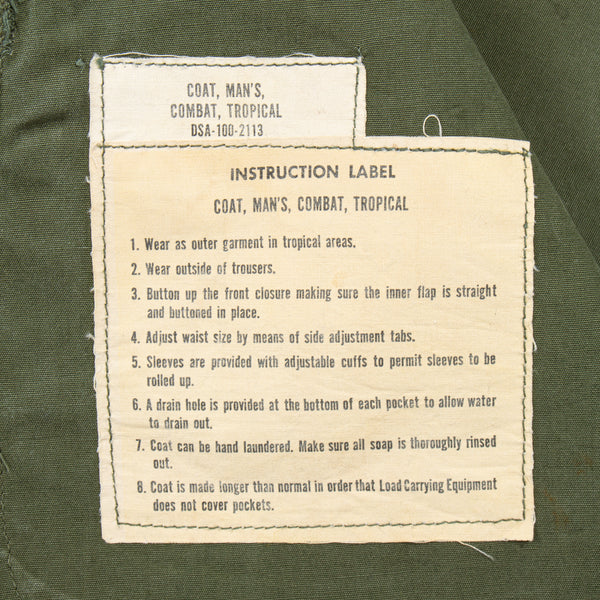 COAT, MAN'S,
COMBAT, TROPICAL
DSA-100-2113
INSTRUCTION LABEL
COAT, MAN'S, COMBAT, TROPICAL
1. Wear as outer garment in tropical areas.
2. Wear outside of trousers.
3. Button up the front closure making sure the inner flap is straight
and buttoned in place.
4. Adjust waist size by means of side adjustment tabs.
5. Sleeves are provided with adjustable cuffs to permit sleeves to be
rolled up.
6. A drain hole is provided at the bottom of each pocket to allow water
to drain out.
7. Coat can be hand laundered. Make sure all soap is thoroughly rinsed
out.
8. Coat is made longer than normal in order that Load Carrying Equipment
does not cover pockets.